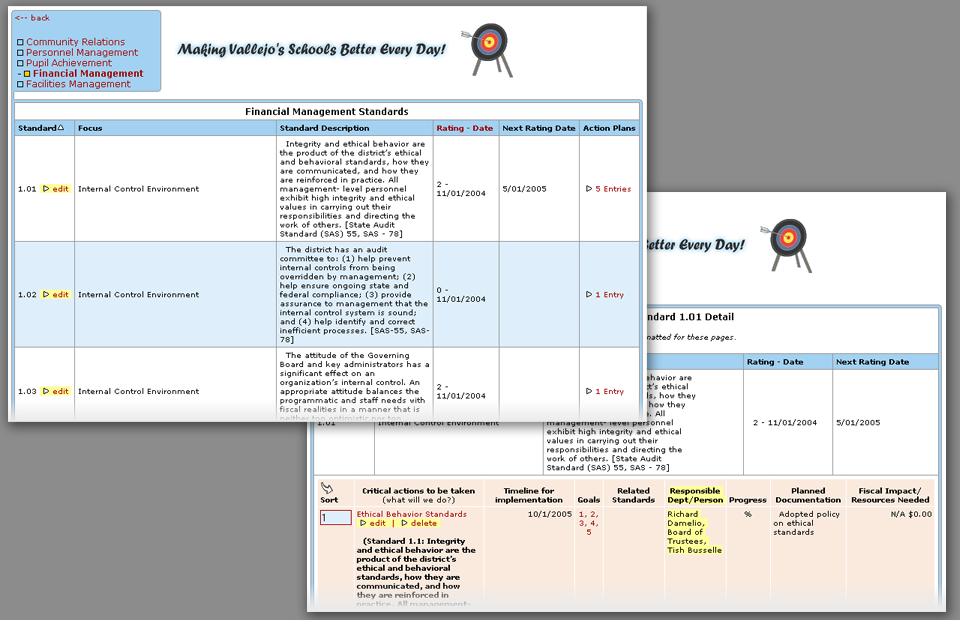 <-- back
Community Relations
Personnel Management
Pupil Achievement
- Financial Management
Facilities Management
Making Vallejo's Schools Better Every Day!
Financial Management Standards
Standard Focus Standard Description Rating - Date Next Rating Date Action Plans
1.01 edit Internal Control Environment
Integrity and ethical behavior are
the product of the district's ethical
and behavioral standards, how they
are communicated, and how they
are reinforced in practice. All
management- level personnel
exhibit high integrity and ethical
values in carrying out their
responsibilities and directing the
work of others. [State Audit
Standard (SAS) 55, SAS - 78]
2 -
11/01/2004
5/01/2005
5 Entries
1.02 edit Internal Control Environment
The district has an audit
committee to: (1) help prevent
internal controls from being
overridden by management; (2)
help ensure ongoing state and
federal compliance; (3) provide
assurance to management that the
internal control system is sound;
and (4) help identify and correct
inefficient processes. [SAS-55, SAS-
78]
0 -
11/01/2004
1 Entry
1.03 edit Internal Control Environment
The attitude of the Governing
Board and key administrators has a
significant effect on an
organization's internal control. An
appropriate attitude balances the
programmatic and staff needs with
fiscal realities in a manner that is
neither too optimistic nor too
2 -
11/01/2004
1 Entry
Better Every Day!
ndard 1.01 Detail
matted for these pages.
Rating - Date Next Rating Date
1.01 Internal Control Environment
havior are
t's ethical
s, how they
how they
All
management- level personnel
exhibit high integrity and ethical
values in carrying out their
responsibilities and directing the
work of others. [State Audit
Standard (SAS) 55, SAS - 78]
2 - 11/01/2004 5/01/2005
Sort
Critical actions to be taken
(what will we do?)
Timeline for
implementation
Goals
Related
Standards
Responsible
Dept/Person
Progress
Planned
Documentation
Fiscal Impact/
Resources Needed
1
Ethical Behavior Standards
edit | delete
(Standard 1.1: Integrity
and ethical behavior are the
product of the district's
ethical and behavioral
standards, how they are
communicated, and how
they are reinforced in
practice. All management-
10/1/2005
1, 2,
3, 4,
5
Richard
Damelio,
Board of
Trustees,
Tish Busselle
%
Adopted policy
on ethical
standards
N/A $0.00